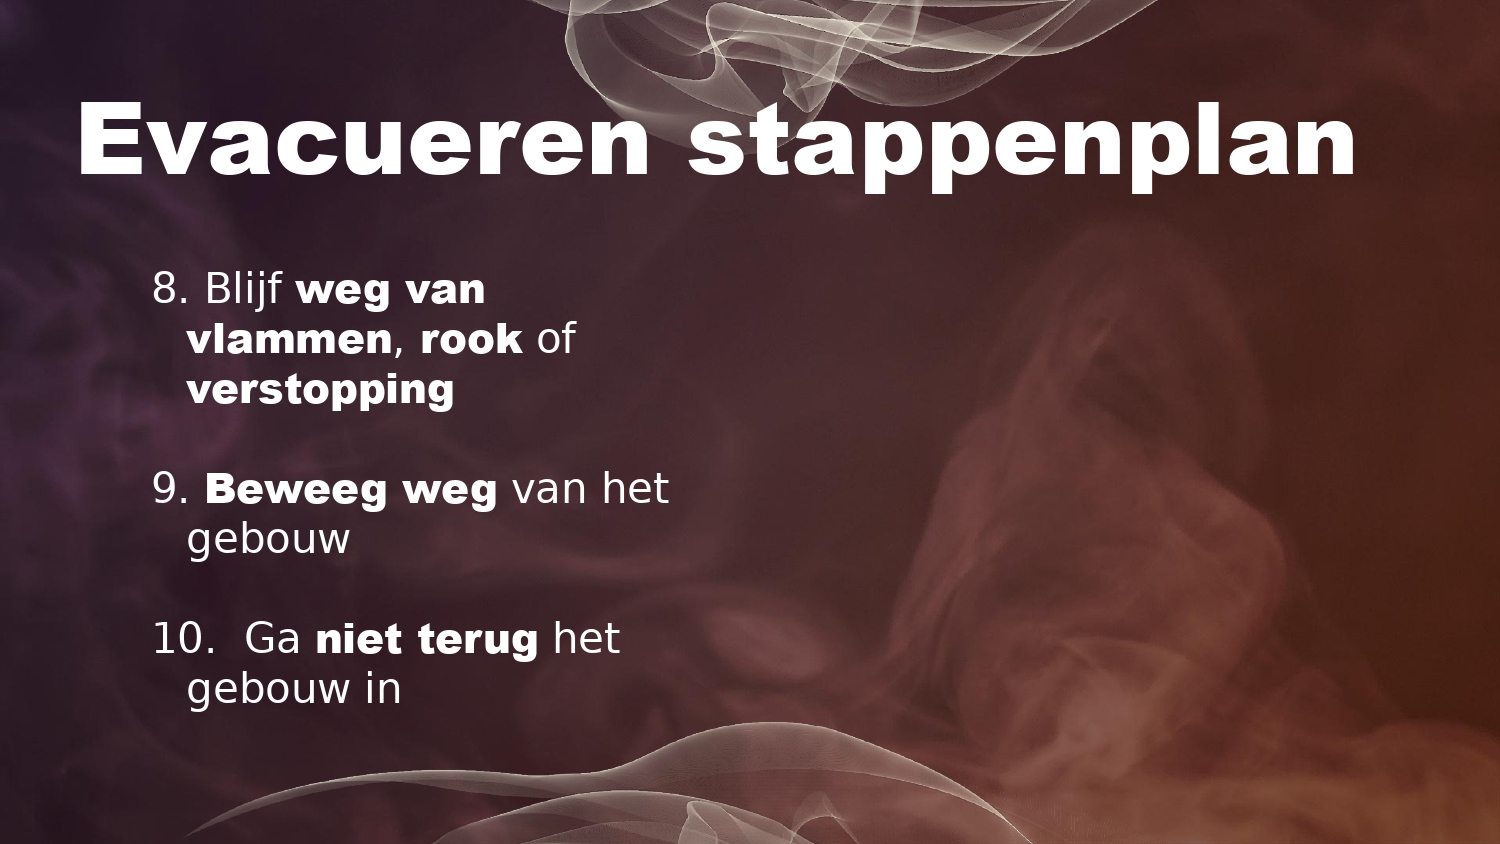 Evacueren stappenplan
8. Blijf weg van
vlammen, rook of
verstopping
9. Beweeg weg van het
gebouw
10. Ga niet terug het
gebouw in